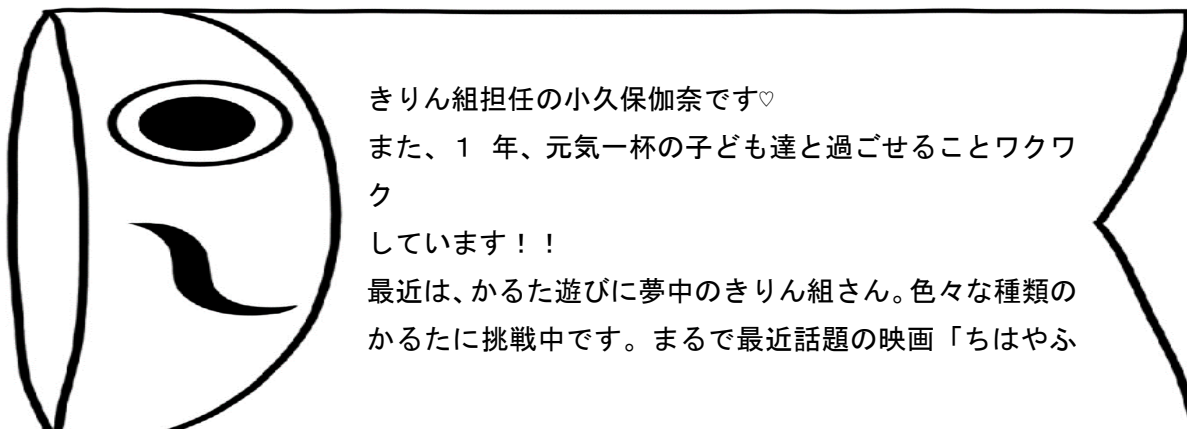 きりん組担任の小久保伽奈です♡
また、1 年、元気一杯の子ども達と過ごせることワクワ
ク
しています！！
最近は、かるた遊びに夢中のきりん組さん。色々な種類の
かるたに挑戦中です。まるで最近話題の映画「ちはやふ